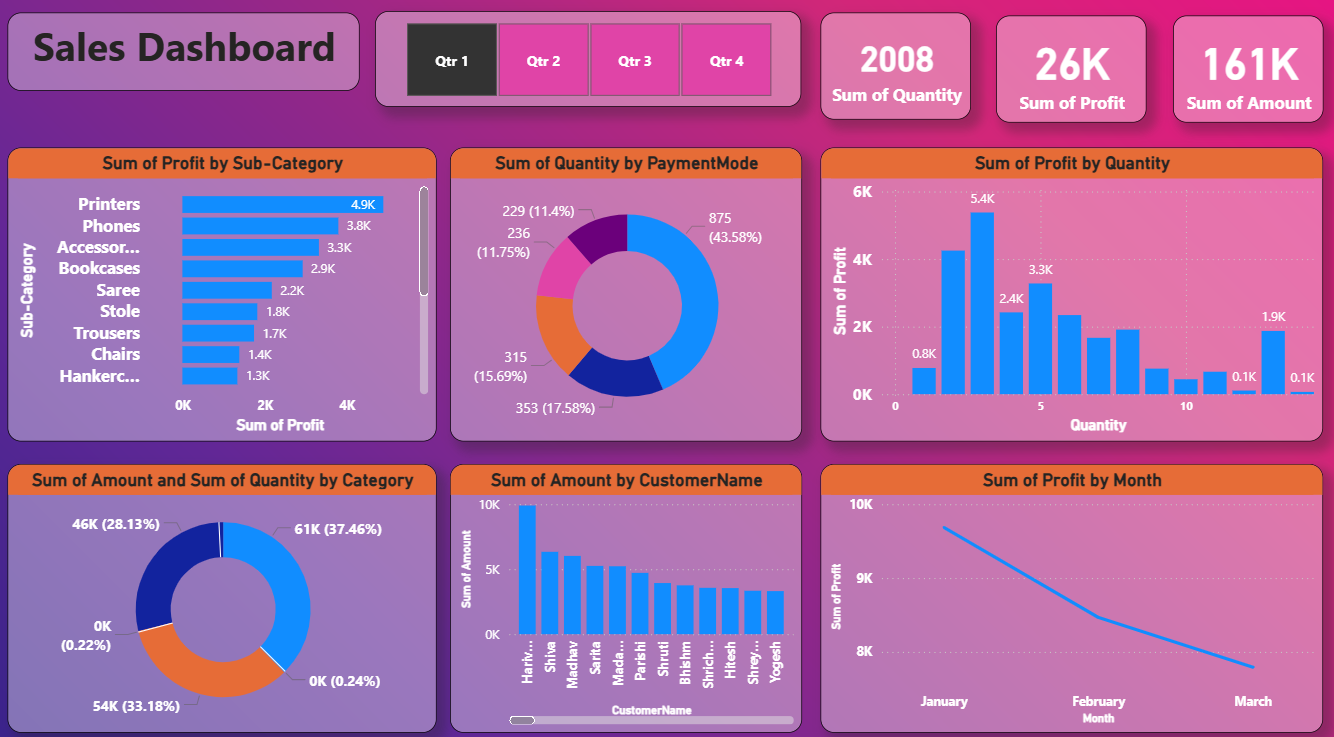 Sales Dashboard
Qtr 1
Qtr 2
Qtr 3
Qtr 4
2008
Sum of Quantity
26K
Sum of Profit
161K
Sum of Amount
Sum of Profit by Sub-Category
Sub-Category
Printers 4.9K
Phones 3.8K
Accessor... 3.3K
Bookcases 2.9K
Saree 2.2K
Stole 1.8K
Trousers 1.7K
Chairs 1.4K
Hankerc... 1.3K
0K 2K 4K
Sum of Profit
Sum of Quantity by PaymentMode
229 (11.4%)
236
(11.75%)
875
(43.58%)
315
(15.69%)
353 (17.58%)
Sum of Profit by Quantity
Sum of Profit
6K
4K
2K
0K
0.8K
5.4K
2.4K
3.3K
0.1K
1.9K
0.1K
0 5 10
Quantity
Sum of Amount and Sum of Quantity by Category
46K (28.13%)
61K (37.46%)
0K
(0.22%)
0K (0.24%)
54K (33.18%)
Sum of Amount by CustomerName
Sum of Amount
10K
5K
0K
Hariv...
Shiva
Madhav
Sarita
Mada...
Parishi
Shruti
Bhishm
Shrich...
Hitesh
Shrey...
Yogesh
CustomerName
Sum of Profit by Month
Sum of Profit
10K
9K
8K
January February March
Month